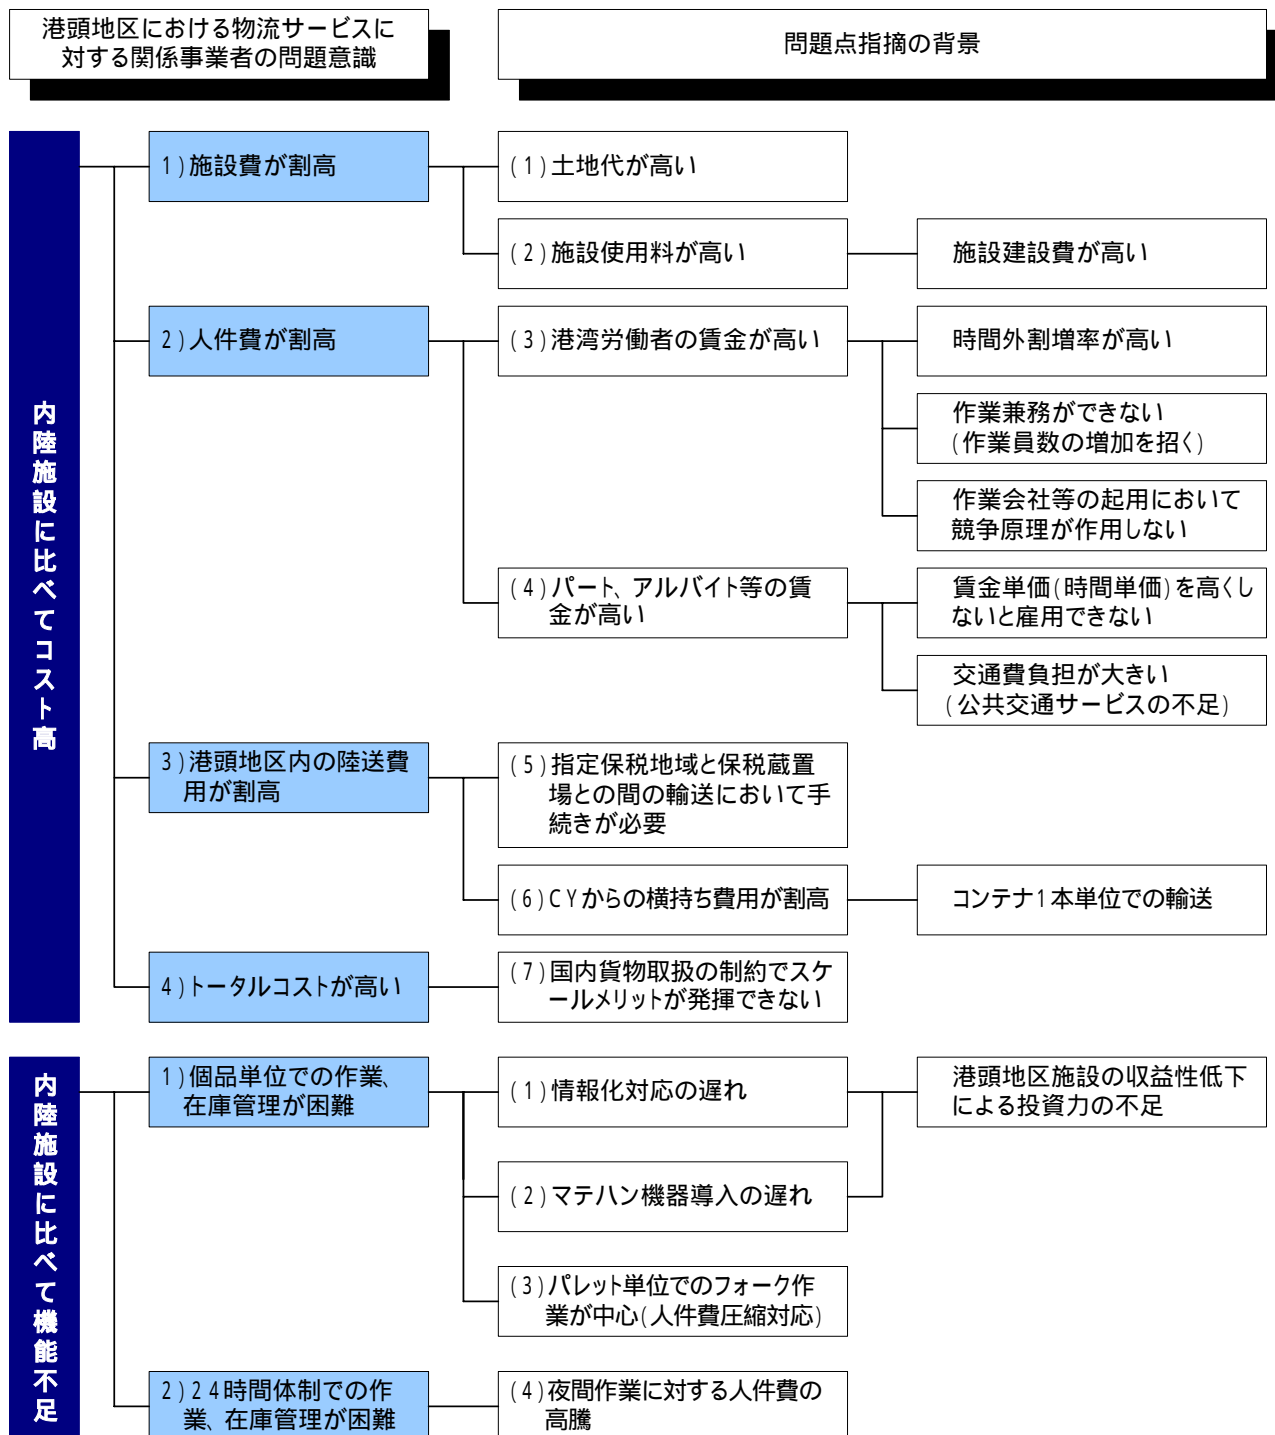 港頭地区における物流サービスに
対する関係事業者の問題意識
問題点指摘の背景
内陸施設に比べてコスト高
1)施設費が割高
(1)土地代が高い
(2)施設使用料が高い
施設建設費が高い
2)人件費が割高
(3)港湾労働者の賃金が高い
時間外割増率が高い
作業兼務ができない
(作業員数の増加を招く)
作業会社等の起用において
競争原理が作用しない
(4)パート、アルバイト等の賃
金が高い
賃金単価(時間単価)を高くし
ないと雇用できない
交通費負担が大きい
(公共交通サービスの不足)
3)港頭地区内の陸送費
用が割高
(5)指定保税地域と保税蔵置
場との間の輸送において手
続きが必要
(6)CYからの横持ち費用が割高
コンテナ1本単位での輸送
4)トータルコストが高い
(7)国内貨物取扱の制約でスケ
ールメリットが発揮できない
内陸施設に比べて機能不足
1)個品単位での作業、
在庫管理が困難
(1)情報化対応の遅れ
港頭地区施設の収益性低下
による投資力の不足
(2)マテハン機器導入の遅れ
(3)パレット単位でのフォーク作
業が中心(人件費圧縮対応)
2)24時間体制での作
業、在庫管理が困難
(4)夜間作業に対する人件費の
高騰